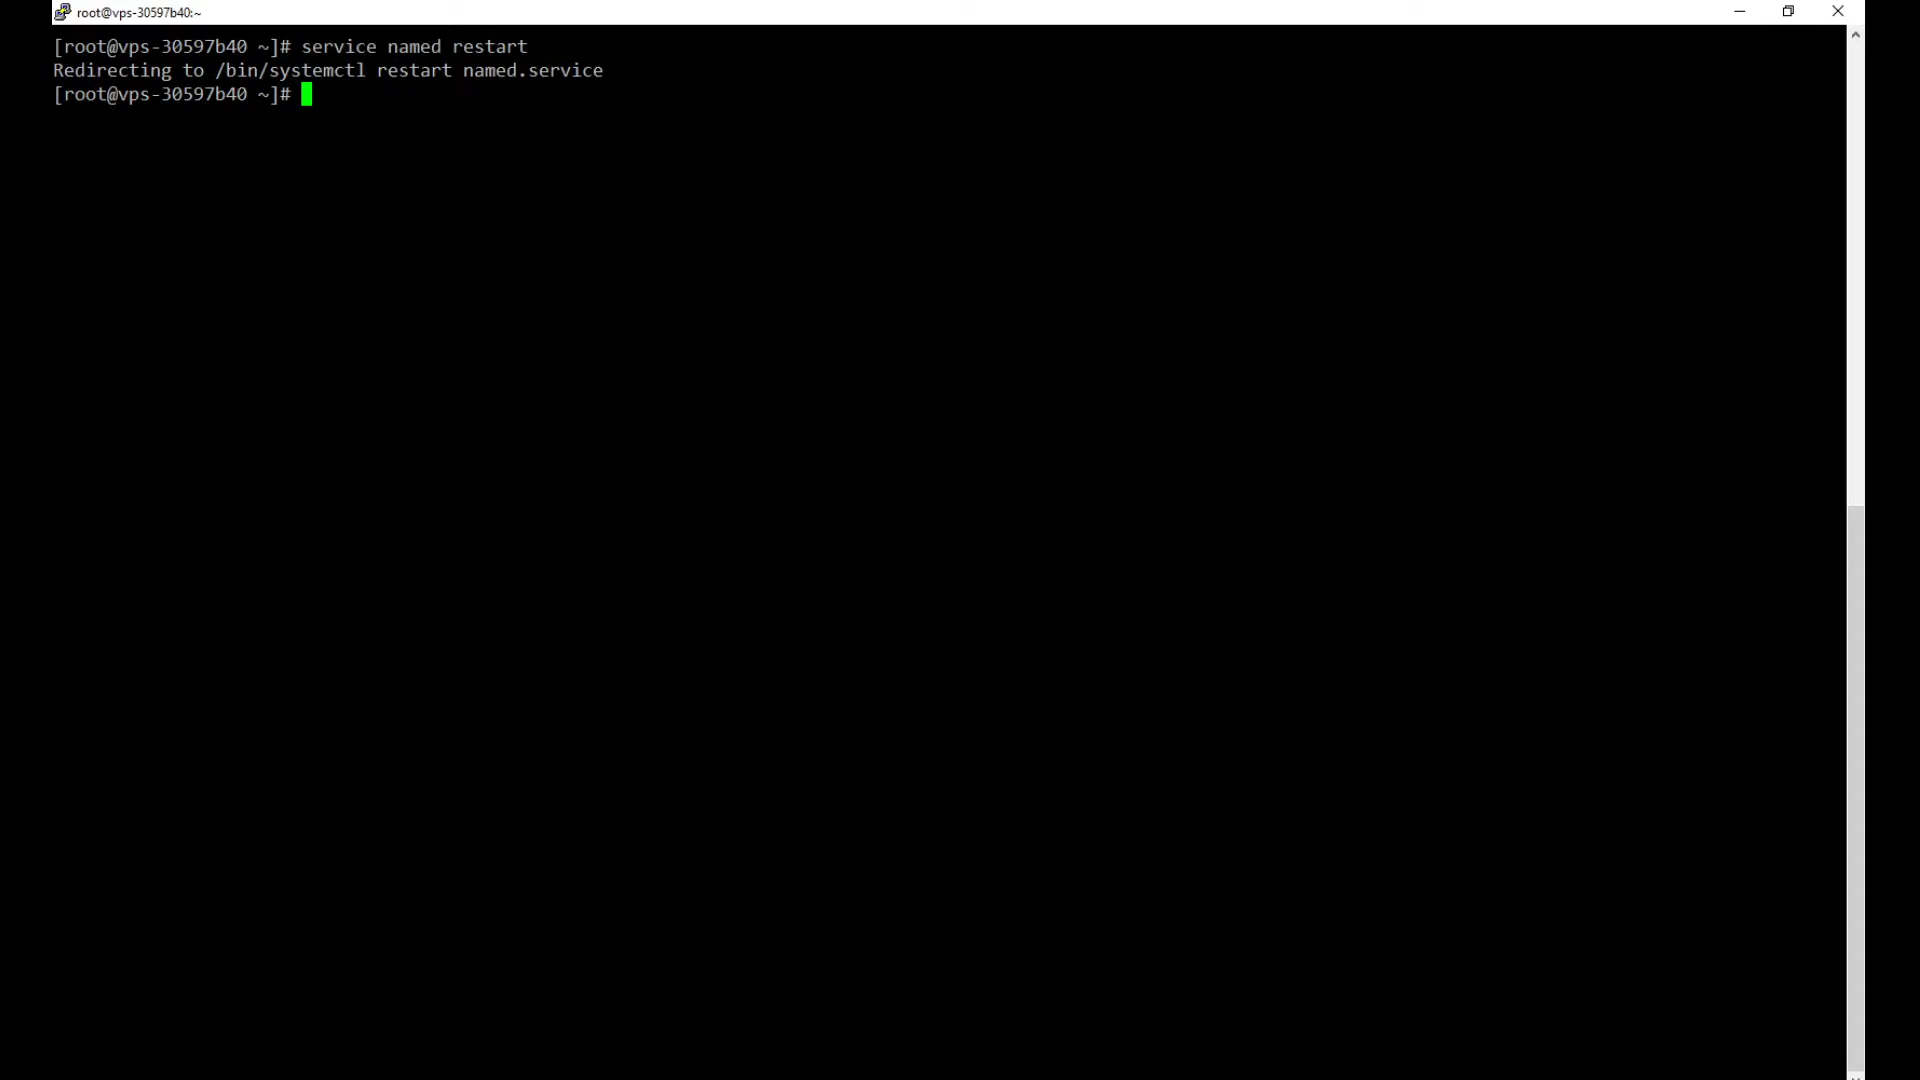 root@vps-30597b40:~
[root@vps-30597b40 ~]# service named restart
Redirecting to /bin/systemctl restart named.service
[root@vps-30597b40 ~]#